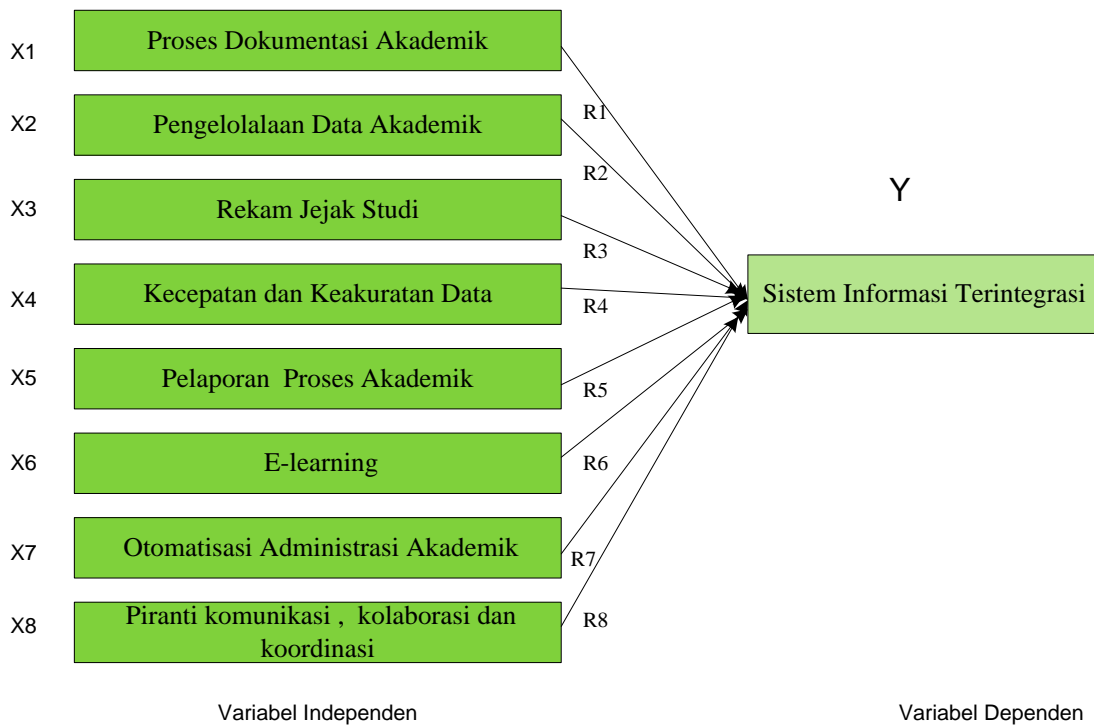 X1
Proses Dokumentasi Akademik
R1
X2
Pengelolalaan Data Akademik
R2
X3
Rekam Jejak Studi
R3
Y
X4
Kecepatan dan Keakuratan Data
R4
Sistem Informasi Terintegrasi
X5
Pelaporan Proses Akademik
R5
X6
E-learning
R6
X7
Otomatisasi Administrasi Akademik
R7
X8
Piranti komunikasi , kolaborasi dan
koordinasi
R8
Variabel Independen
Variabel Dependen